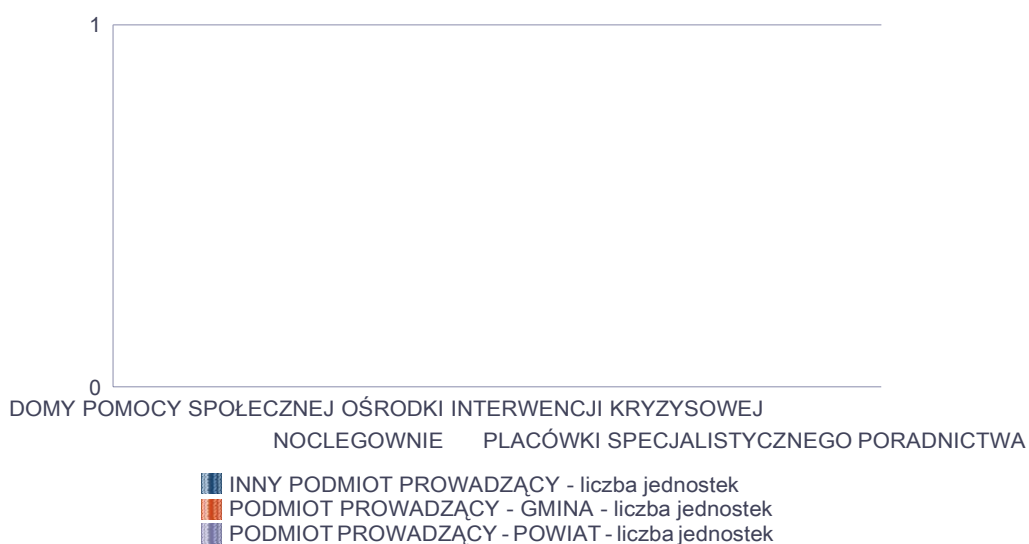 1
0
DOMY POMOCY SPOŁECZNEJ OŚRODKI INTERWENCJI KRYZYSOWEJ
NOCLEGOWNIE PLACÓWKI SPECJALISTYCZNEGO PORADNICTWA
INNY PODMIOT PROWADZĄCY - liczba jednostek
PODMIOT PROWADZĄCY - GMINA - liczba jednostek
PODMIOT PROWADZĄCY - POWIAT - liczba jednostek